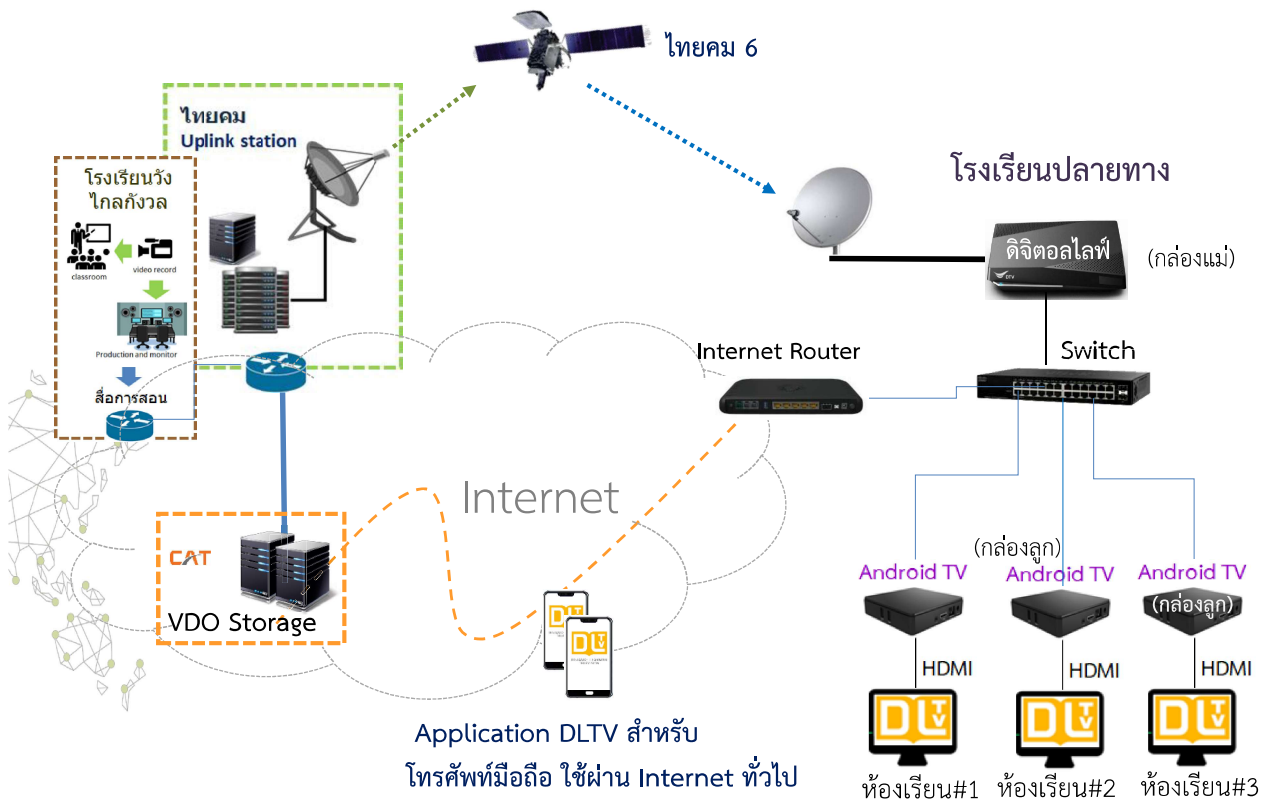 ไทยคม 6
ไทยคม
Uplink station
โรงเรียนวัง
ไกลกังวล
classroom
video record
Production and monitor
สื่อการสอน
โรงเรียนปลายทาง
ดิจิตอลไลฟ์
DTV
(กล่องแม่)
Internet Router
Switch
Internet
CAT
VDO Storage
(กล่องลูก)
Android TV
Android TV
Android TV
(กล่องลูก)
HDMI
HDMI
HDMI
DLTV
DLTV
DLTV
DLTV
DLTV
ห้องเรียน#1
ห้องเรียน#2
ห้องเรียน#3
Application DLTV สำหรับ
โทรศัพท์มือถือ ใช้ผ่าน Internet ทั่วไป